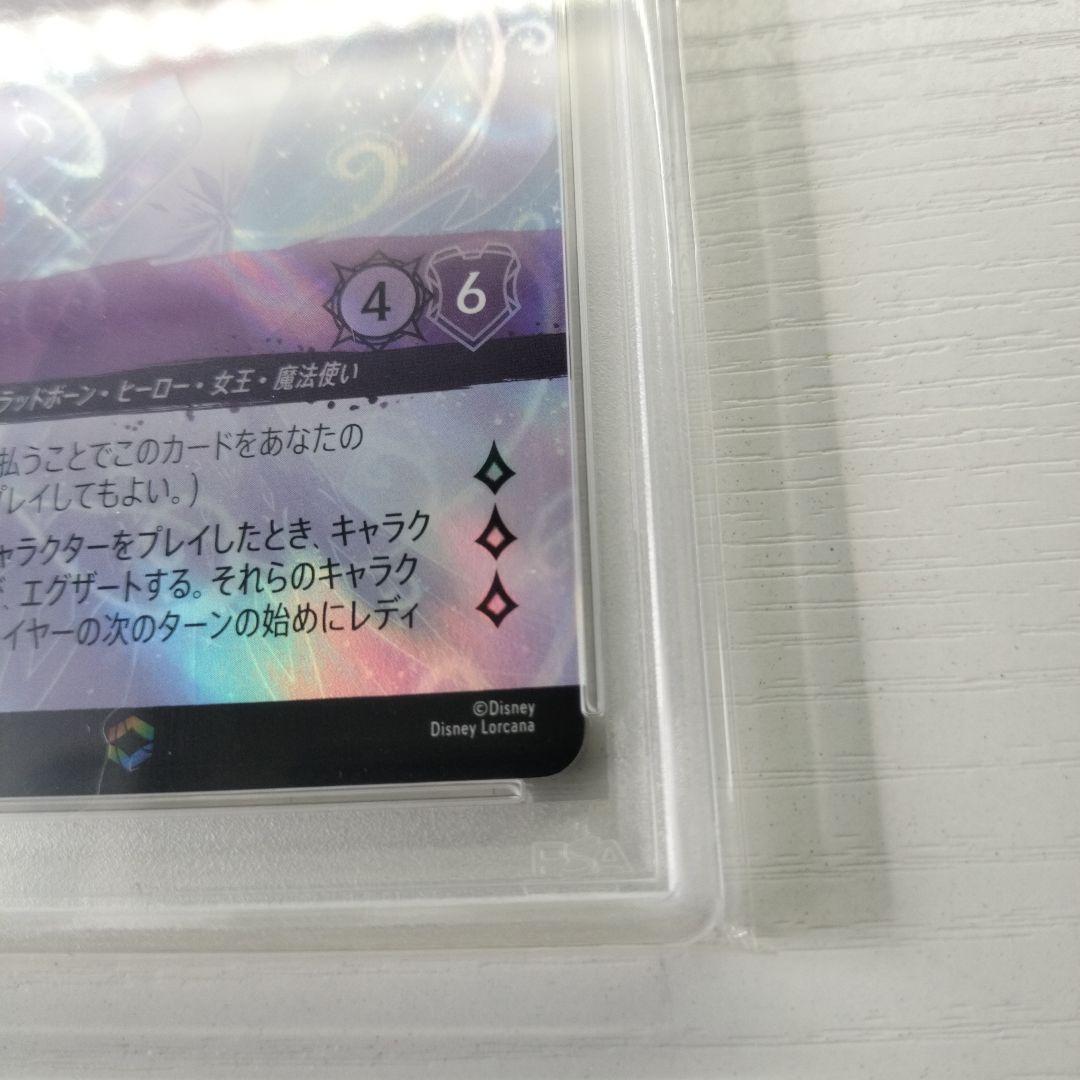 4 6
ラッドボーン・ヒーロー・女王・魔法使い
払うことでこのカードをあなたの
プレイしてもよい。)
ャラクターをプレイしたとき、キャラク
、エグザートする。それらのキャラク
イヤーの次のターンの始めにレディ
©Disney
Disney Lorcana
PSA